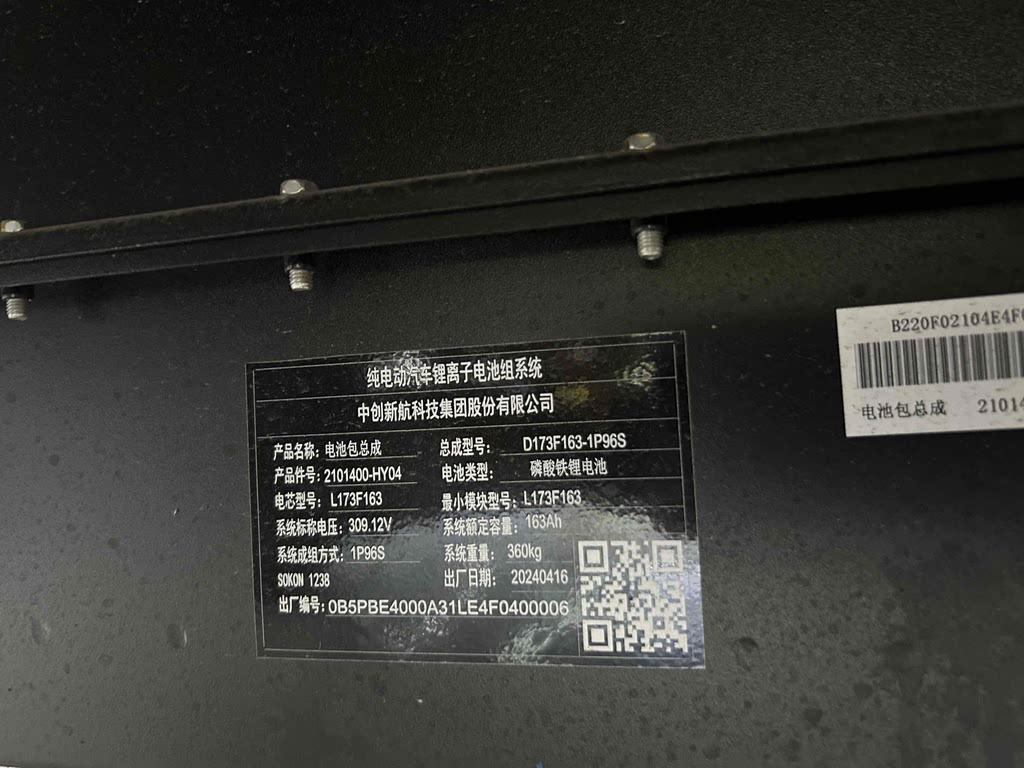 纯电动汽车锂离子电池组系统
中创新航科技集团股份有限公司
产品名称: 电池包总成 总成型号: D173F163-1P96S
产品件号: 2101400-HY04 电池类型: 磷酸铁锂电池
电芯型号: L173F163 最小模块型号: L173F163
系统标称电压: 309.12V 系统额定容量: 163Ah
系统成组方式: 1P96S 系统重量: 360kg
SOKON 1238 出厂日期: 20240416
出厂编号: 0B5PBE4000A31LE4F0400006
B220F02104E4F
电池包总成 2101